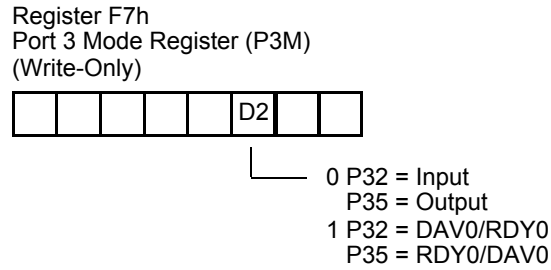 Register F7h
Port 3 Mode Register (P3M)
(Write-Only)
D2
0 P32 = Input
P35 = Output
1 P32 = DAV0/RDY0
P35 = RDY0/DAV0